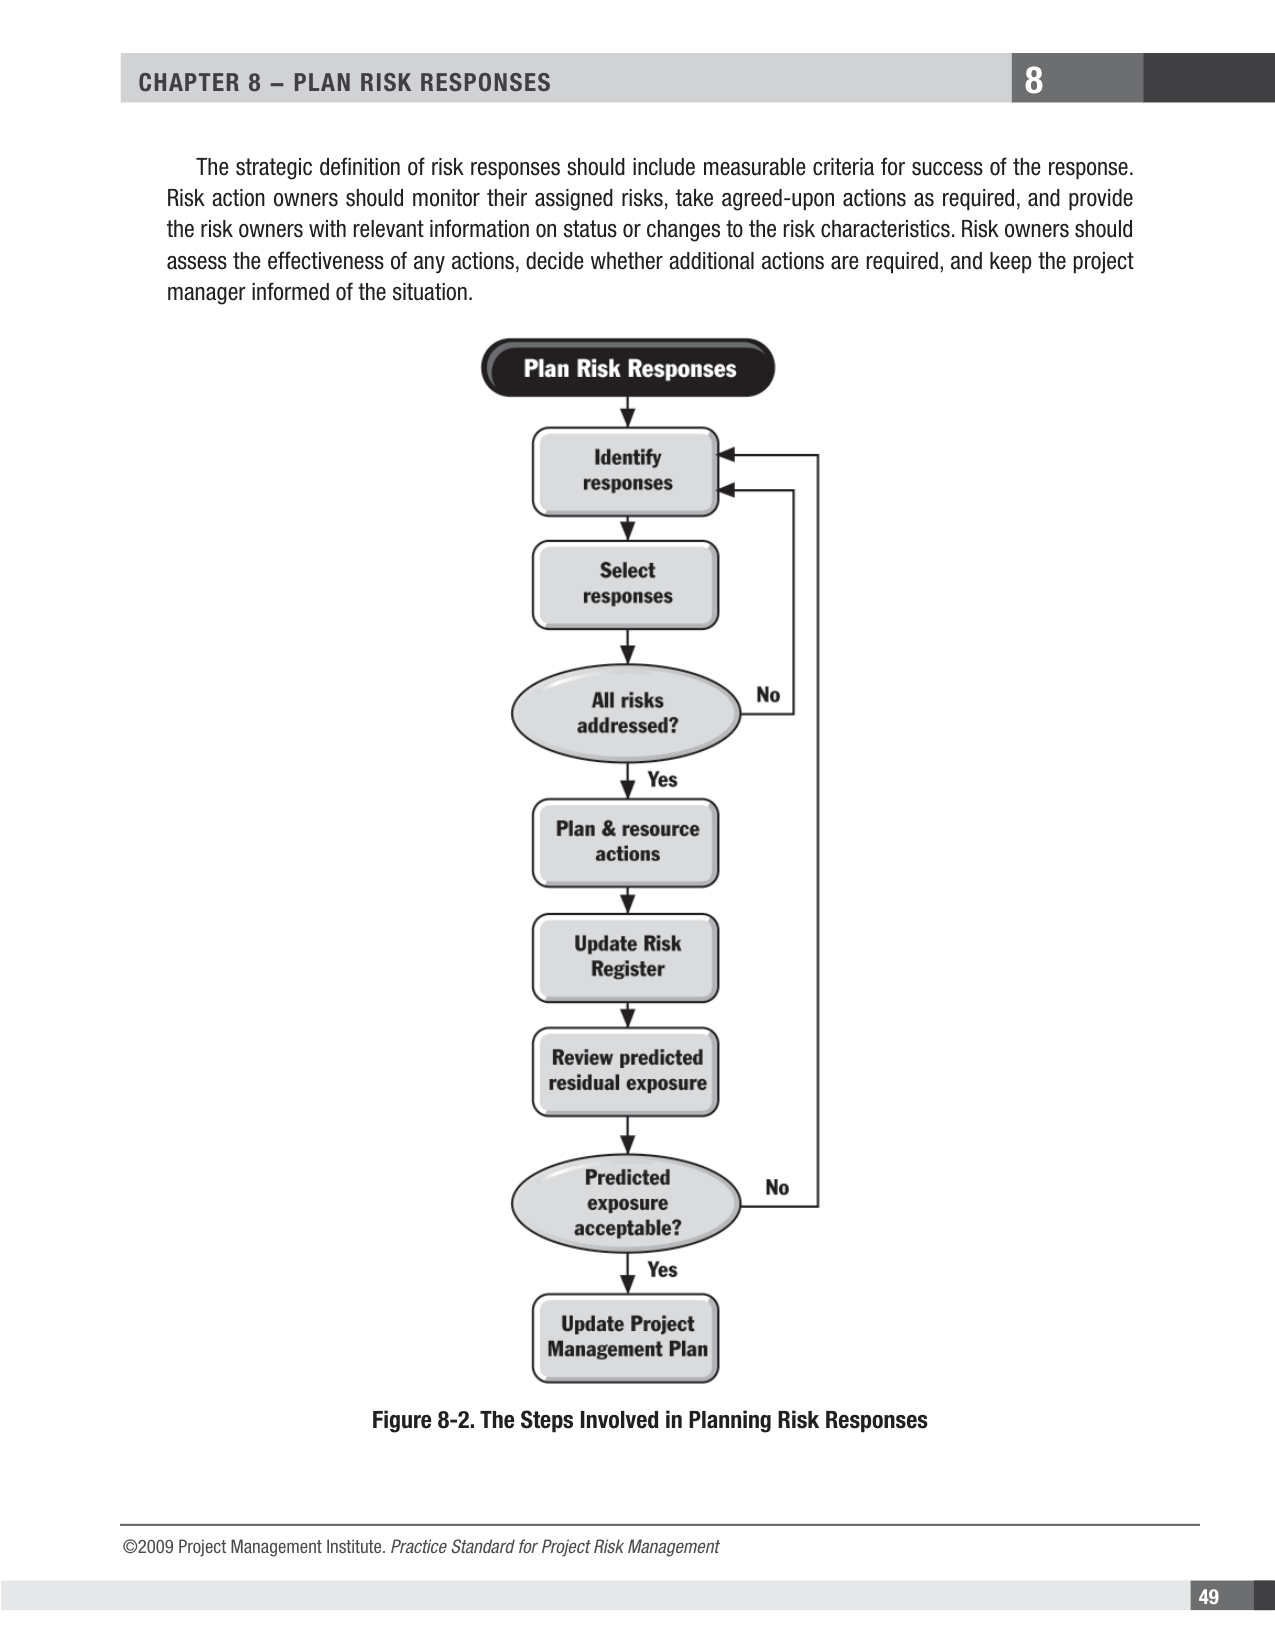 CHAPTER 8 – PLAN RISK RESPONSES
8
The strategic definition of risk responses should include measurable criteria for success of the response.
Risk action owners should monitor their assigned risks, take agreed-upon actions as required, and provide
the risk owners with relevant information on status or changes to the risk characteristics. Risk owners should
assess the effectiveness of any actions, decide whether additional actions are required, and keep the project
manager informed of the situation.
Plan Risk Responses
Identify
responses
Select
responses
All risks
addressed?
No
Yes
Plan & resource
actions
Update Risk
Register
Review predicted
residual exposure
Predicted
exposure
acceptable?
No
Yes
Update Project
Management Plan
Figure 8-2. The Steps Involved in Planning Risk Responses
©2009 Project Management Institute. Practice Standard for Project Risk Management
49